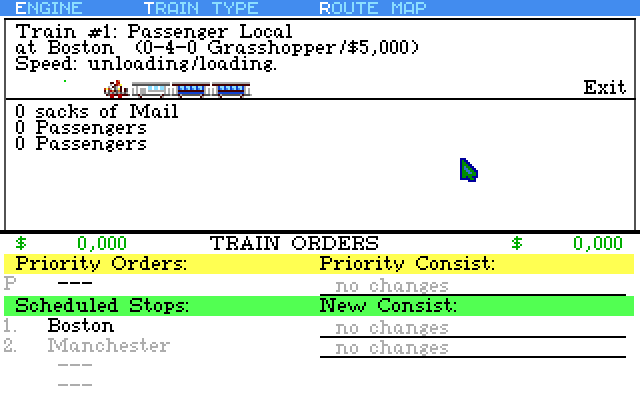 ENGINE TRAIN TYPE ROUTE MAP
Train #1: Passenger Local
at Boston (0-4-0 Grasshopper/$5,000)
Speed: unloading/loading.
Exit
0 sacks of Mail
0 Passengers
0 Passengers
$ 0,000 TRAIN ORDERS $ 0,000
Priority Orders: Priority Consist:
P --- no changes
Scheduled Stops: New Consist:
1. Boston no changes
2. Manchester no changes
---
---